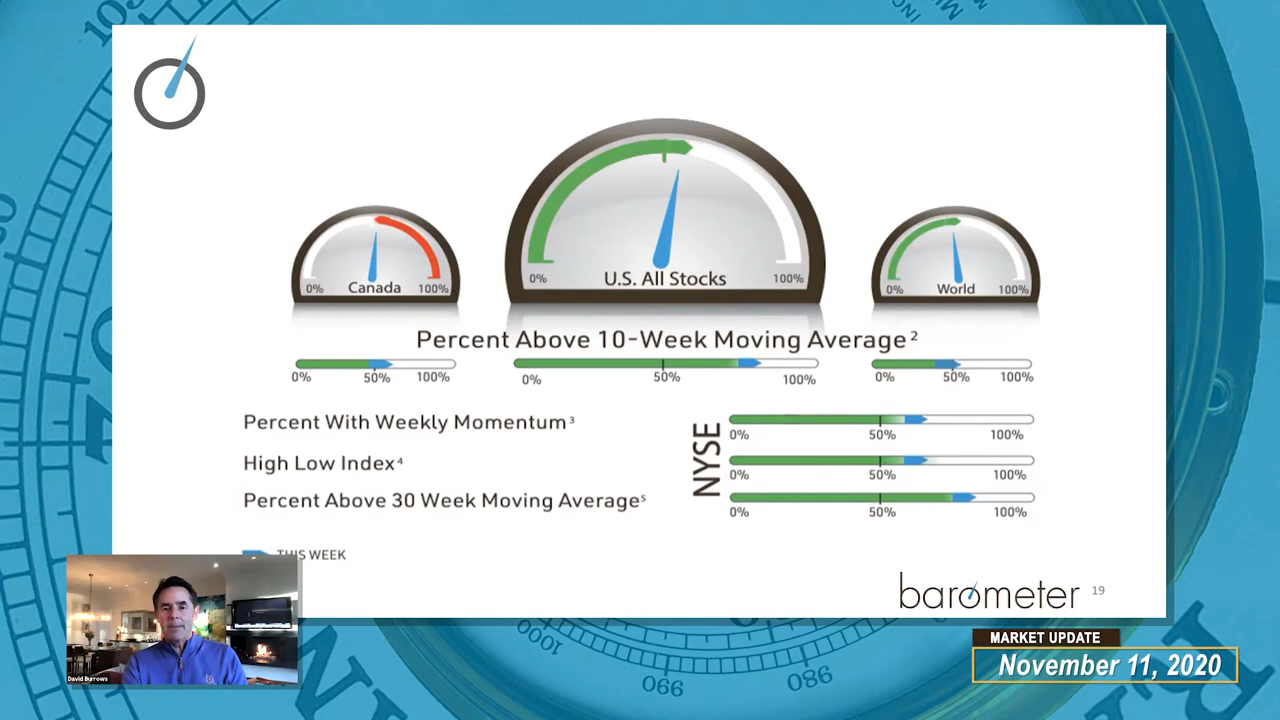 0% Canada 100%
0% U.S. All Stocks 100%
0% World 100%
Percent Above 10-Week Moving Average²
0% 50% 100%
0% 50% 100%
0% 50% 100%
Percent With Weekly Momentum³
High Low Index⁴
Percent Above 30 Week Moving Average⁵
NYSE
0% 50% 100%
0% 50% 100%
0% 50% 100%
THIS WEEK
barometer 19
David Burrows
MARKET UPDATE
November 11, 2020
1000
990
980